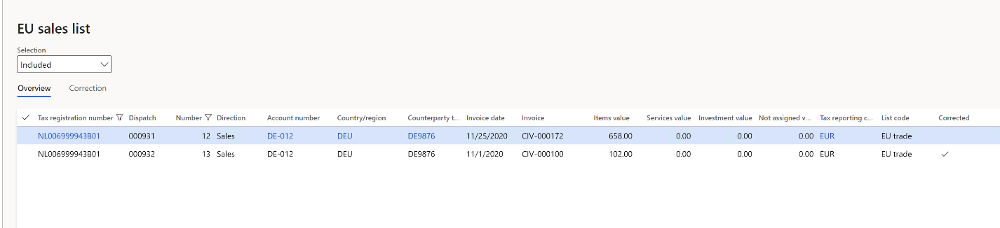 EU sales list
Selection
Included
Overview Correction
Tax registration number Dispatch Number Direction Account number Country/region Counterparty t... Invoice date Invoice Items value Services value Investment value Not assigned v... Tax reporting c... List code Corrected
NL006999943B01 000931 12 Sales DE-012 DEU DE9876 11/25/2020 CIV-000172 658.00 0.00 0.00 0.00 EUR EU trade
NL006999943B01 000932 13 Sales DE-012 DEU DE9876 11/1/2020 CIV-000100 102.00 0.00 0.00 0.00 EUR EU trade